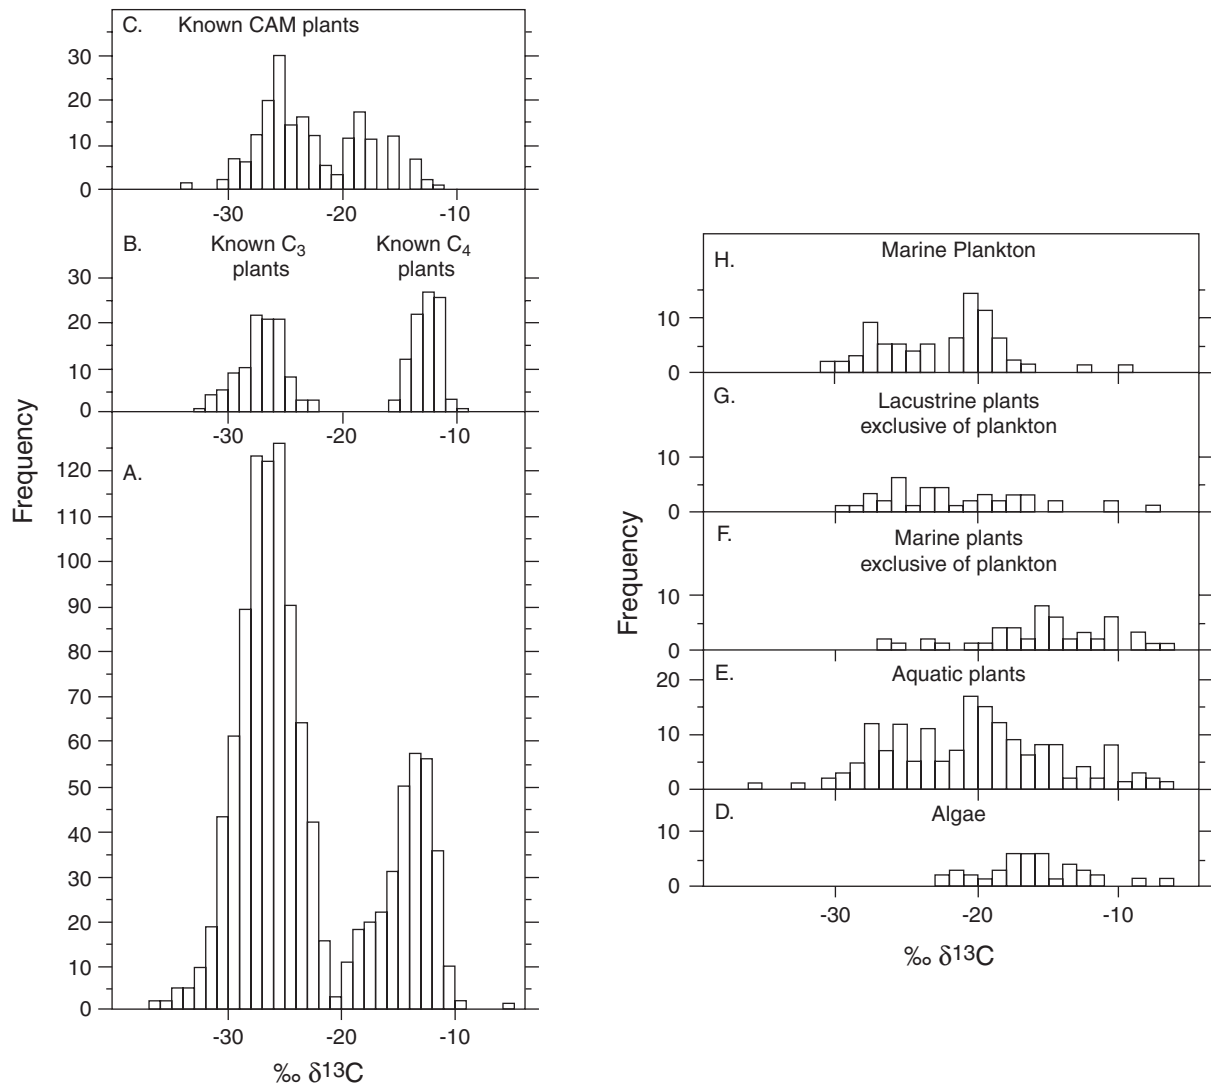 C. Known CAM plants
30
20
10
0
-30 -20 -10
B. Known C3 plants Known C4 plants
30
20
10
0
-30 -20 -10
A.
120
110
100
90
80
70
60
50
40
30
20
10
0
-30 -20 -10
‰ δ13C
Frequency
H. Marine Plankton
10
0
G. Lacustrine plants
exclusive of plankton
10
0
F. Marine plants
exclusive of plankton
10
0
E. Aquatic plants
20
10
0
D. Algae
10
0
-30 -20 -10
‰ δ13C
Frequency